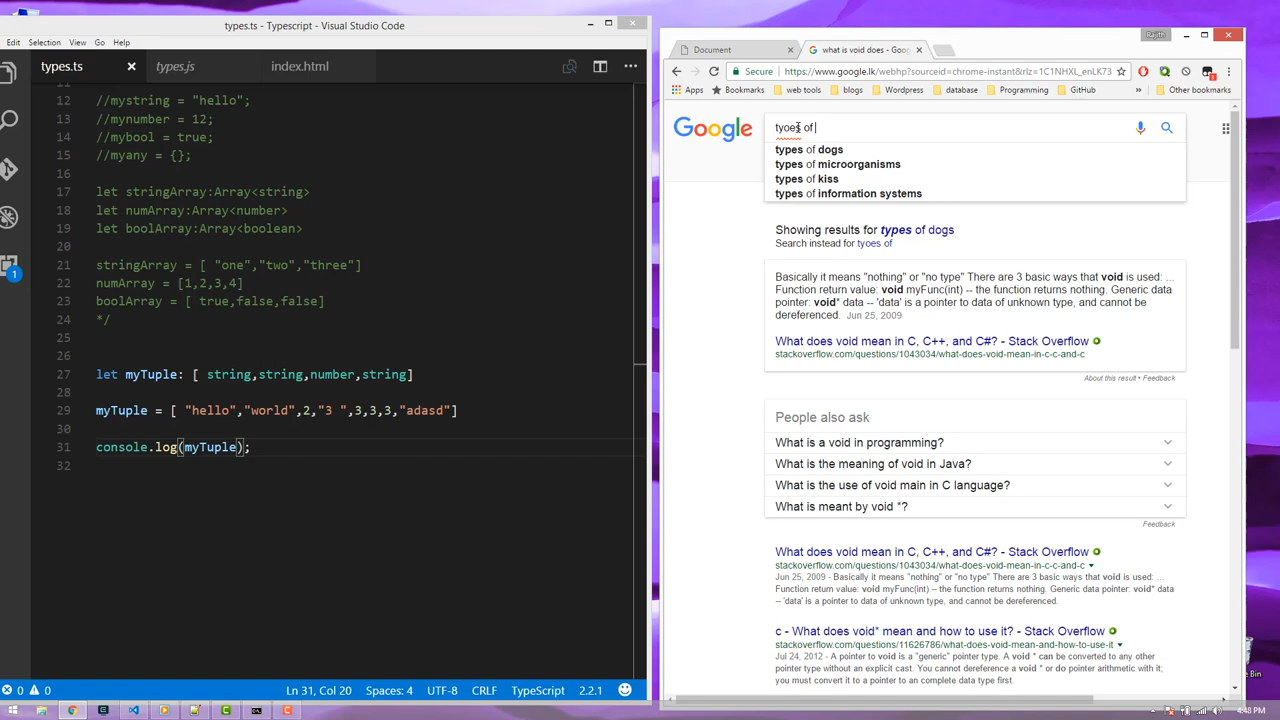 types.ts - Typescript - Visual Studio Code
Edit Selection View Go Help
types.ts types.js index.html
12 //mystring = "hello";
13 //mynumber = 12;
14 //mybool = true;
15 //myany = {};
16
17 let stringArray:Array<string>
18 let numArray:Array<number>
19 let boolArray:Array<boolean>
20
21 stringArray = [ "one","two","three"]
22 numArray = [1,2,3,4]
23 boolArray = [ true,false,false]
24 */
25
26
27 let myTuple: [ string,string,number,string]
28
29 myTuple = [ "hello","world",2,"3 ",3,3,3,"adasd"]
30
31 console.log(myTuple);
32
1
0 0 Ln 31, Col 20 Spaces: 4 UTF-8 CRLF TypeScript 2.2.1
Rajith
Document what is void does - Goo
Secure https://www.google.lk/webhp?sourceid=chrome-instant&rlz=1C1NHXL_enLK73
Apps Bookmarks web tools blogs Wordpress database Programming GitHub » Other bookmarks
Google tyoes of
types of dogs
types of microorganisms
types of kiss
types of information systems
Showing results for types of dogs
Search instead for tyoes of
Basically it means "nothing" or "no type" There are 3 basic ways that void is used: ...
Function return value: void myFunc(int) -- the function returns nothing. Generic data
pointer: void* data -- 'data' is a pointer to data of unknown type, and cannot be
dereferenced. Jun 25, 2009
What does void mean in C, C++, and C#? - Stack Overflow
stackoverflow.com/questions/1043034/what-does-void-mean-in-c-c-and-c
About this result • Feedback
People also ask
What is a void in programming?
What is the meaning of void in Java?
What is the use of void main in C language?
What is meant by void *?
Feedback
What does void mean in C, C++, and C#? - Stack Overflow
stackoverflow.com/questions/1043034/what-does-void-mean-in-c-c-and-c
Jun 25, 2009 - Basically it means "nothing" or "no type" There are 3 basic ways that void is used: ...
Function return value: void myFunc(int) -- the function returns nothing. Generic data pointer: void* data
-- 'data' is a pointer to data of unknown type, and cannot be dereferenced.
c - What does void* mean and how to use it? - Stack Overflow
stackoverflow.com/questions/11626786/what-does-void-mean-and-how-to-use-it
Jul 24, 2012 - A pointer to void is a "generic" pointer type. A void * can be converted to any other
pointer type without an explicit cast. You cannot dereference a void * or do pointer arithmetic with it;
you must convert it to a pointer to an complete data type first.
e Bin
4:48 PM